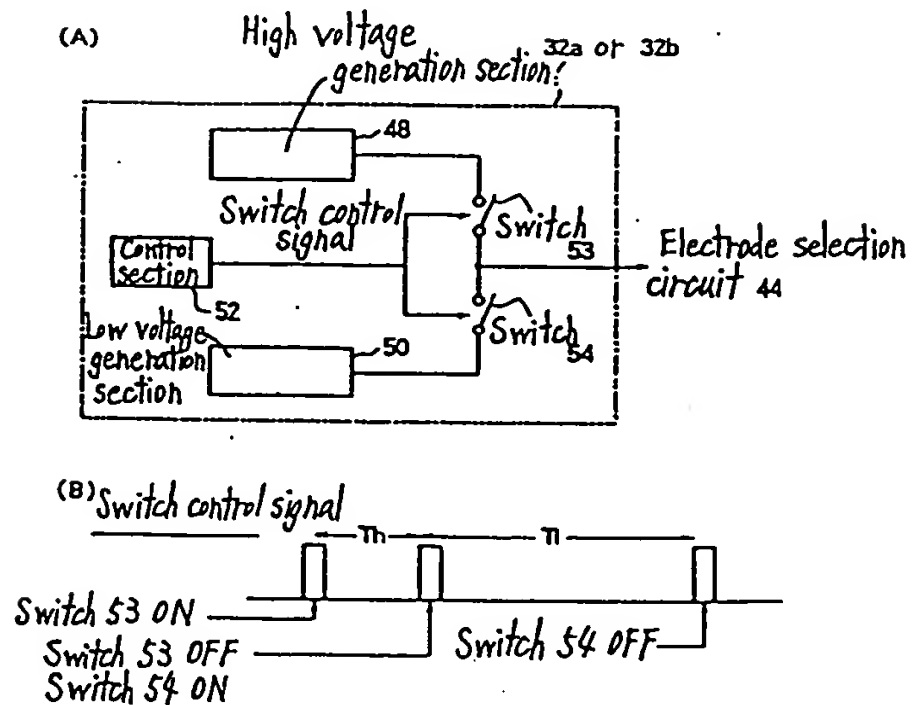 (A)
High voltage
generation section
32a or 32b
48
Switch control
signal
Switch
53
Control
section
52
Electrode selection
circuit 44
Low voltage
generation
section
50
Switch
54
(B) Switch control signal
Th
Tl
Switch 53 ON
Switch 53 OFF
Switch 54 ON
Switch 54 OFF